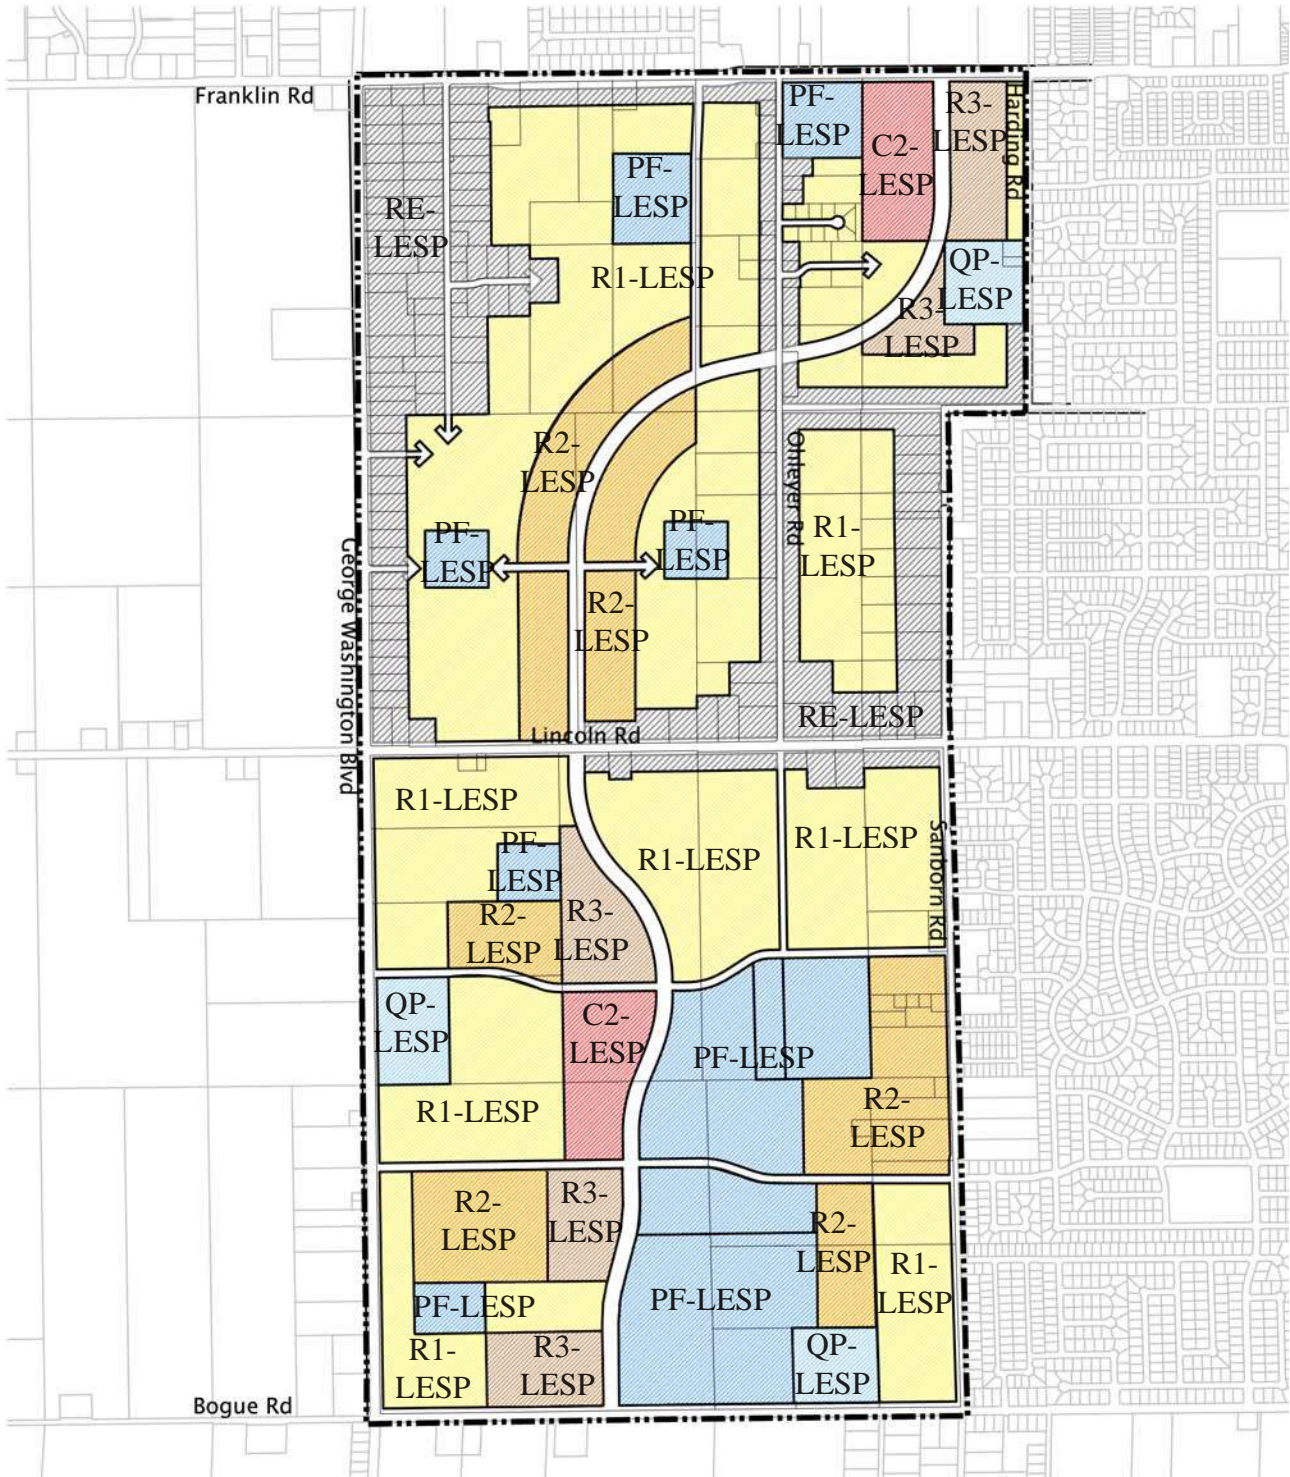 Franklin Rd
PF-
LESP
C2-
LESP
R3-
LESP
Harding Rd
PF-
LESP
RE-
LESP
R1-LESP
QP-
LESP
R3-
LESP
R2-
LESP
Ohleyer Rd
PF-
LESP
PF-
LESP
R1-
LESP
George Washington Blvd
R2-
LESP
RE-LESP
Lincoln Rd
R1-LESP
R1-LESP
R1-LESP
Sanborn Rd
PF-
LESP
R2-
LESP
R3-
LESP
QP-
LESP
C2-
LESP
PF-LESP
R1-LESP
R2-
LESP
R2-
LESP
R3-
LESP
R2-
LESP
R1-
LESP
PF-LESP
PF-LESP
R1-
LESP
R3-
LESP
QP-
LESP
Bogue Rd